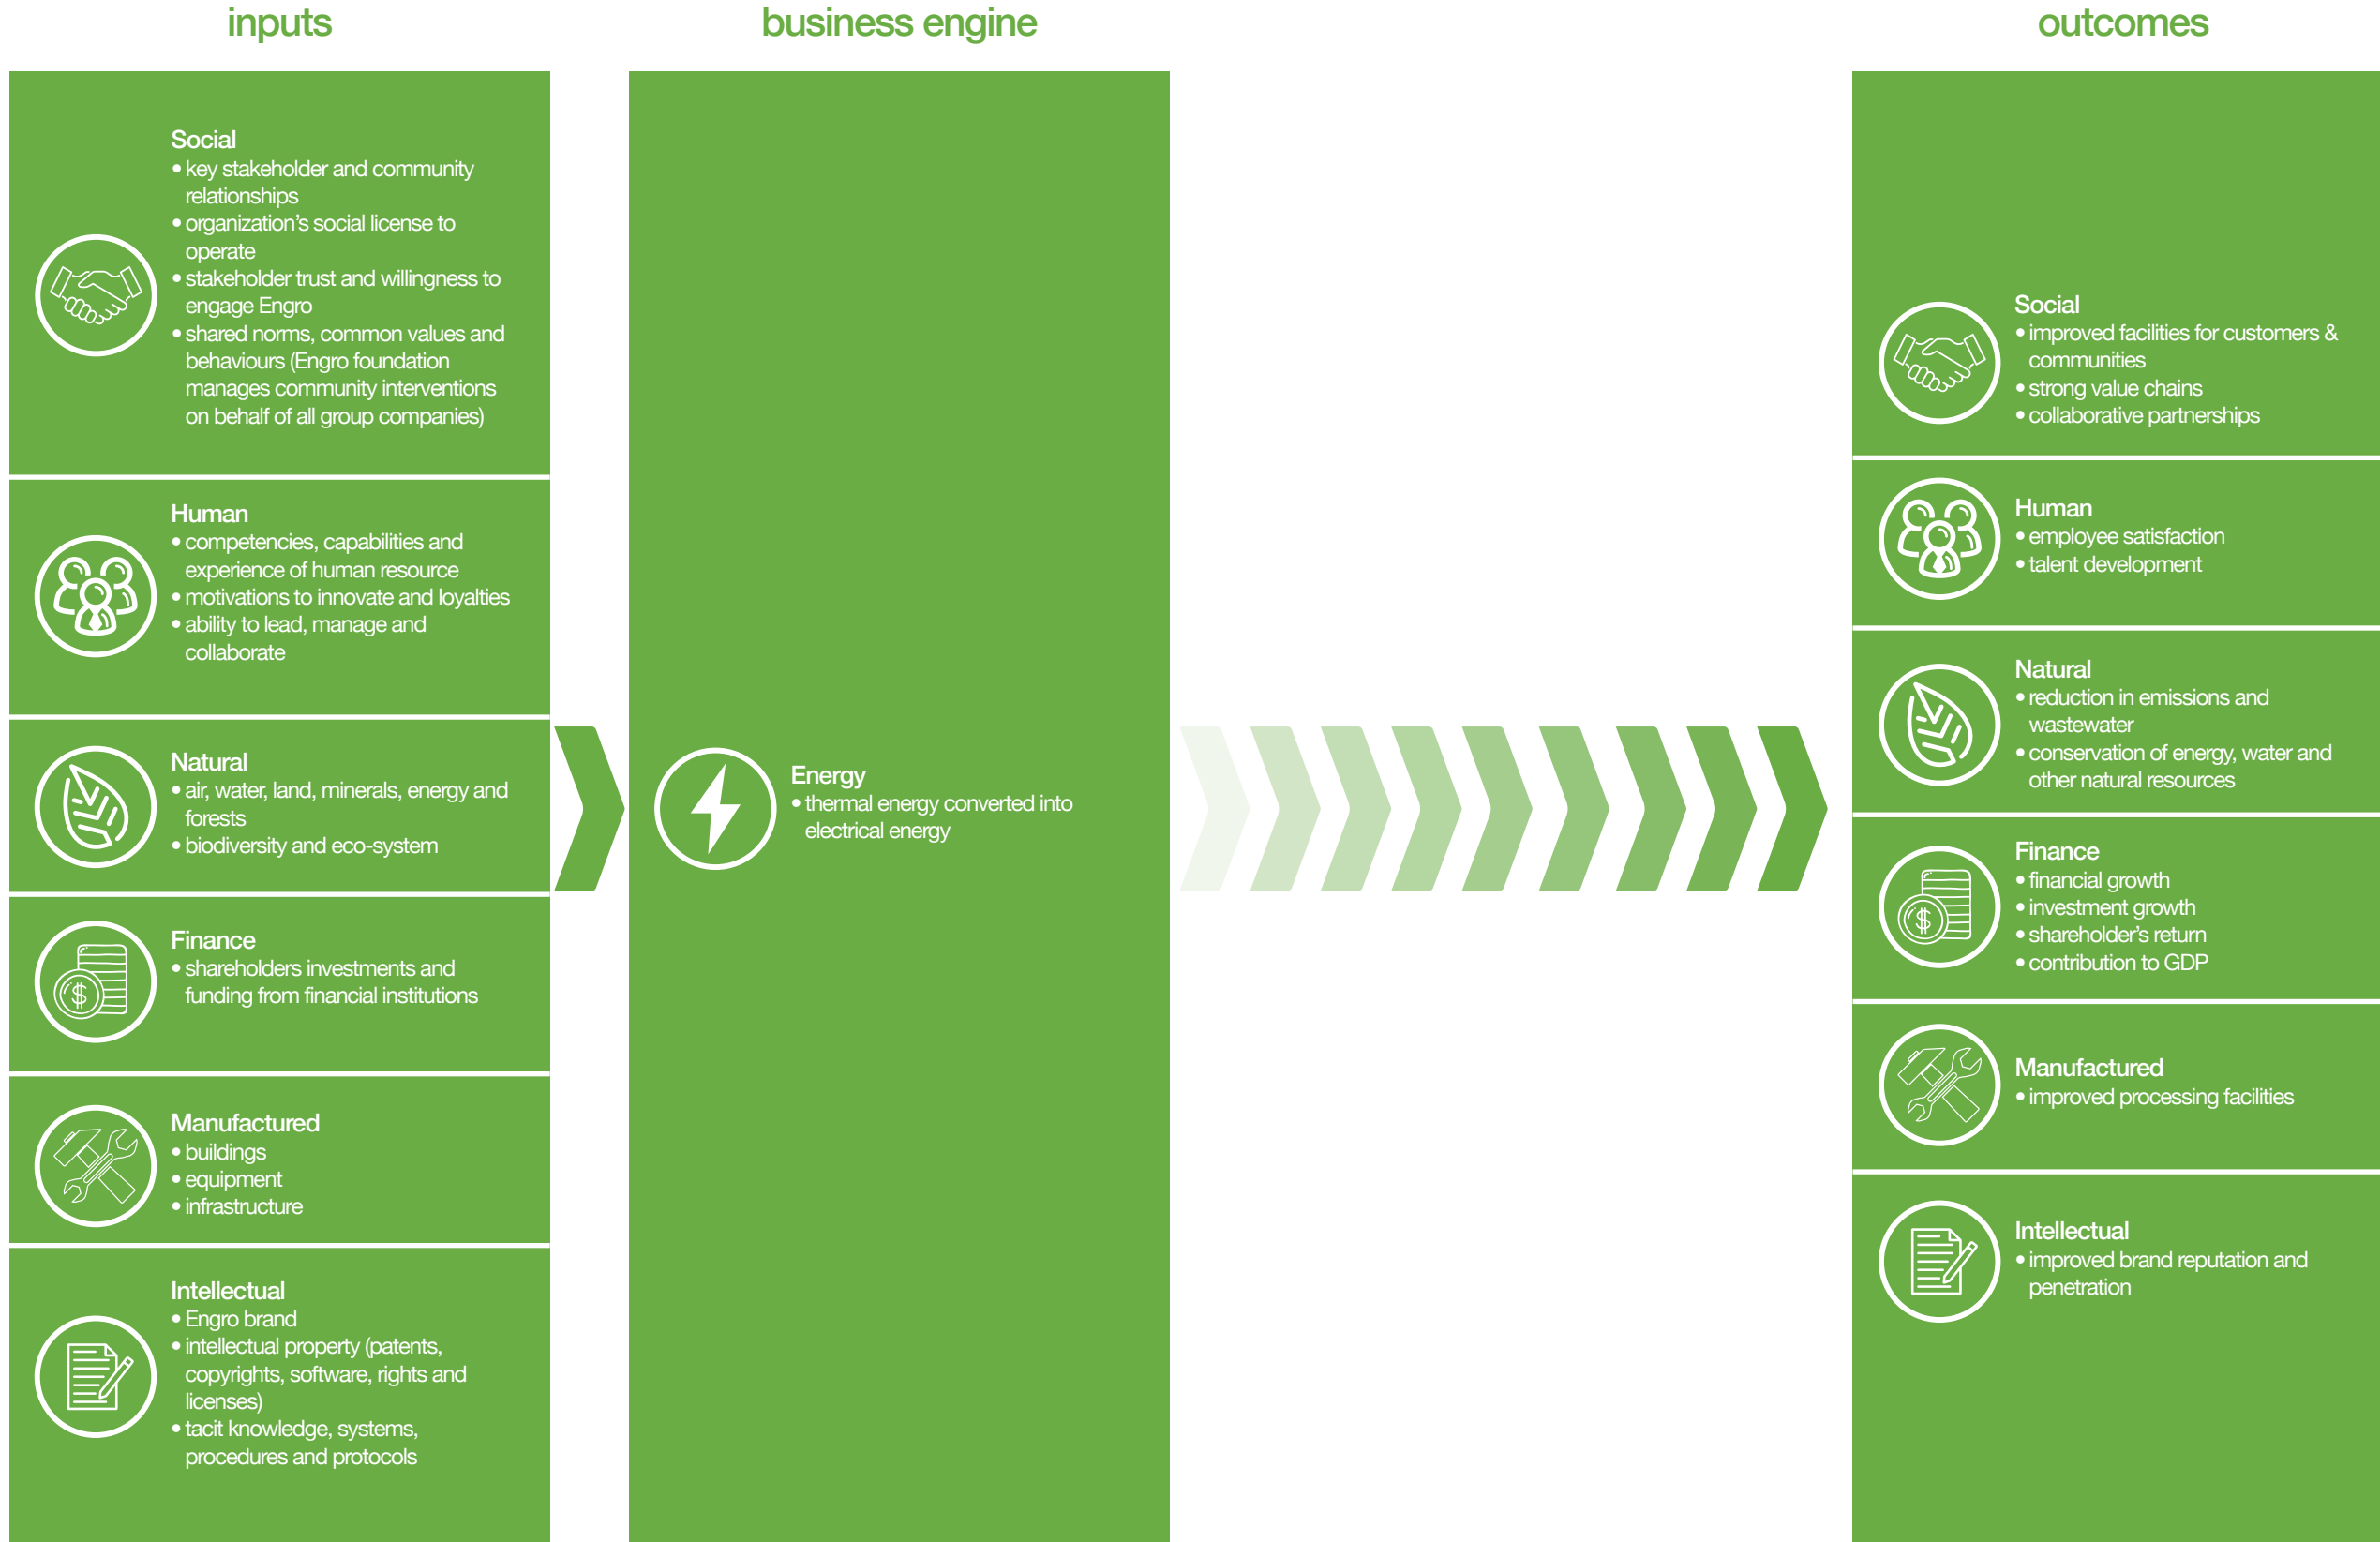 inputs
Social
• key stakeholder and community
relationships
• organization's social license to
operate
• stakeholder trust and willingness to
engage Engro
• shared norms, common values and
behaviours (Engro foundation
manages community interventions
on behalf of all group companies)
Human
• competencies, capabilities and
experience of human resource
• motivations to innovate and loyalties
• ability to lead, manage and
collaborate
Natural
• air, water, land, minerals, energy and
forests
• biodiversity and eco-system
Finance
• shareholders investments and
funding from financial institutions
$
Manufactured
• buildings
• equipment
• infrastructure
Intellectual
• Engro brand
• intellectual property (patents,
copyrights, software, rights and
licenses)
• tacit knowledge, systems,
procedures and protocols
business engine
Energy
• thermal energy converted into
electrical energy
outcomes
Social
• improved facilities for customers &
communities
• strong value chains
• collaborative partnerships
Human
• employee satisfaction
• talent development
Natural
• reduction in emissions and
wastewater
• conservation of energy, water and
other natural resources
Finance
• financial growth
• investment growth
• shareholder's return
• contribution to GDP
$
Manufactured
• improved processing facilities
Intellectual
• improved brand reputation and
penetration